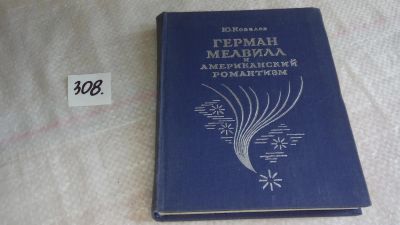 308.
Ю. Ковалев
ГЕРМАН
МЕЛВИЛЛ
И
АМЕРИКАНСКИЙ
РОМАНТИЗМ